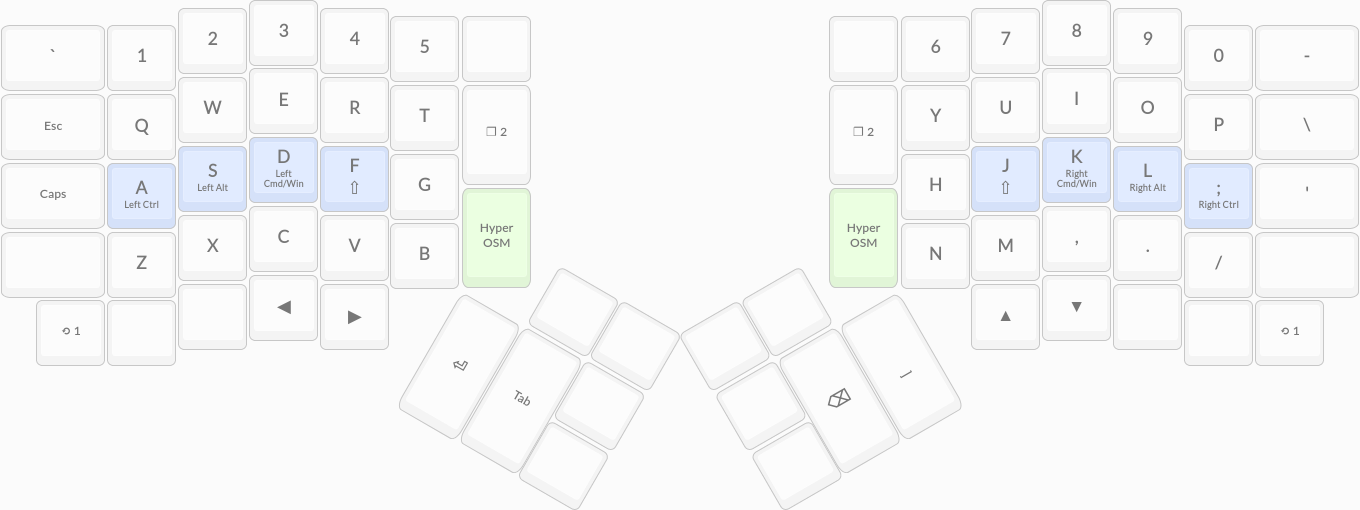 `
1
2
3
4
5
6
7
8
9
0
-
Esc
Q
W
E
R
T
❐ 2
❐ 2
Y
U
I
O
P
\
Caps
A
Left Ctrl
S
Left Alt
D
Left
Cmd/Win
F
⇧
G
Hyper
OSM
Hyper
OSM
H
J
⇧
K
Right
Cmd/Win
L
Right Alt
;
Right Ctrl
'
Z
X
C
V
B
N
M
,
.
/
⟲ 1
◀
▶
▲
▼
⟲ 1
⏎
Tab
⌫
⎵